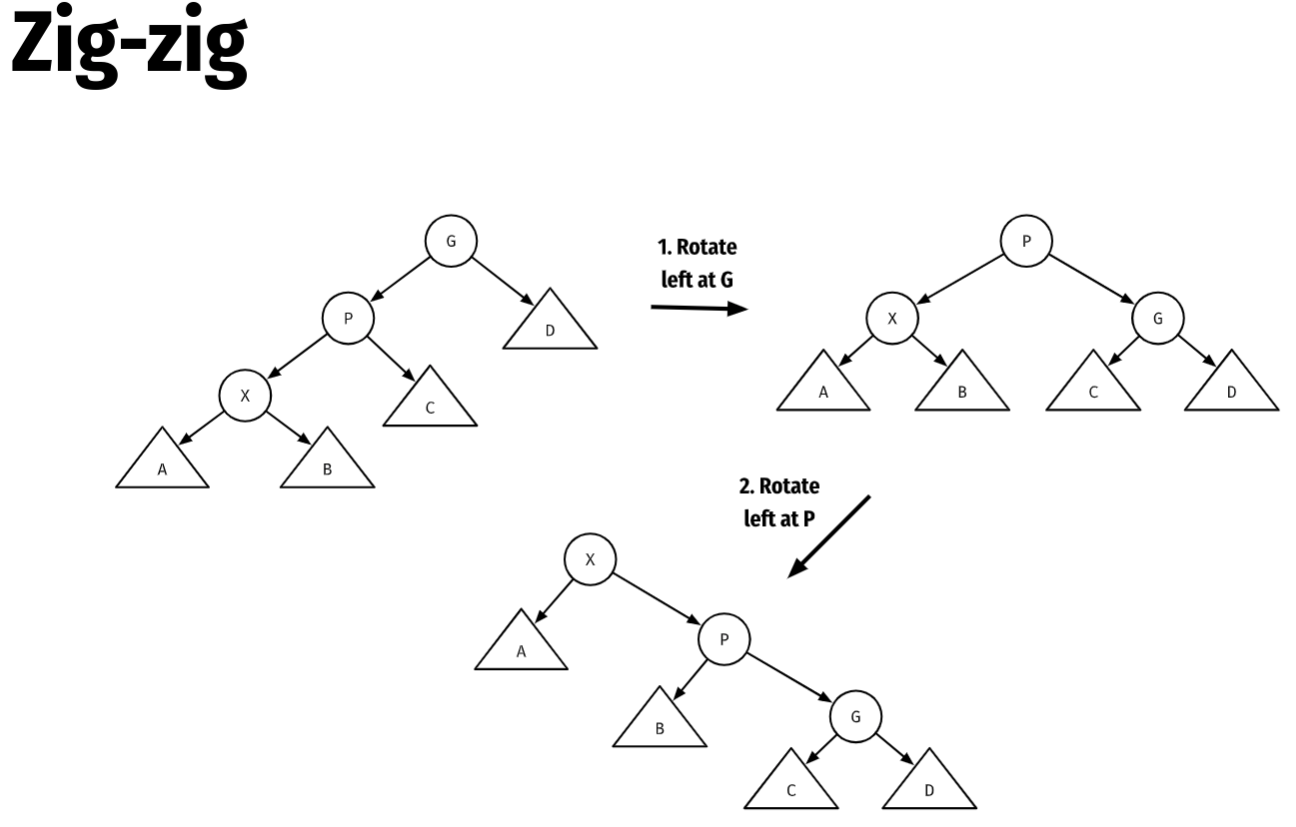 Zig-zig
G
P
D
X
C
A
B
1. Rotate
left at G
P
X
G
A
B
C
D
2. Rotate
left at P
X
A
P
B
G
C
D